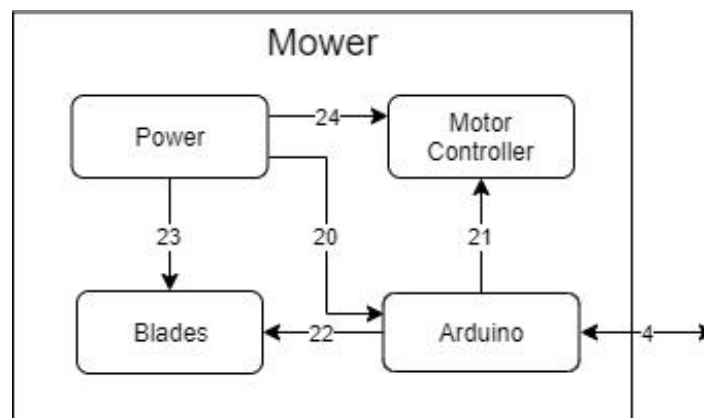 Mower
Power
24
Motor
Controller
23
20
21
Blades
22
Arduino
4